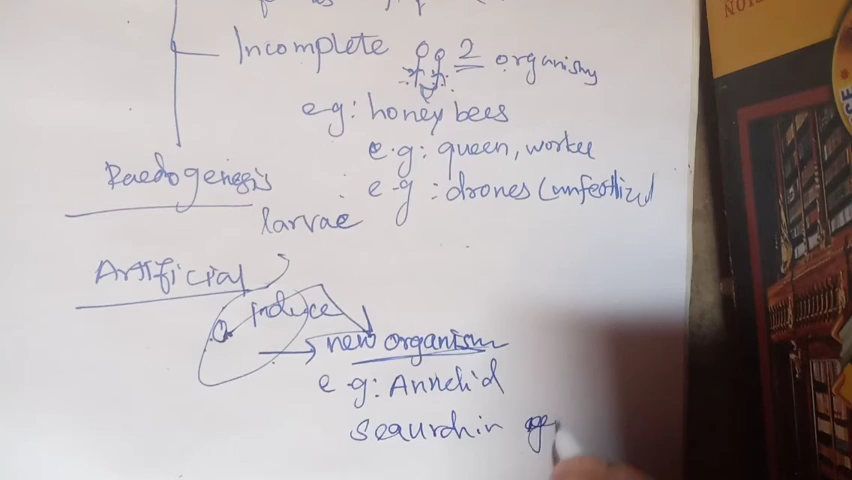 Incomplete 2 organisms
e-g: honey bees
e.g: queen, worker
Paedogenesis e.g: drones (unfertilized
larvae
Artificial
induce
new organism
e g: Annelid
seaurchin